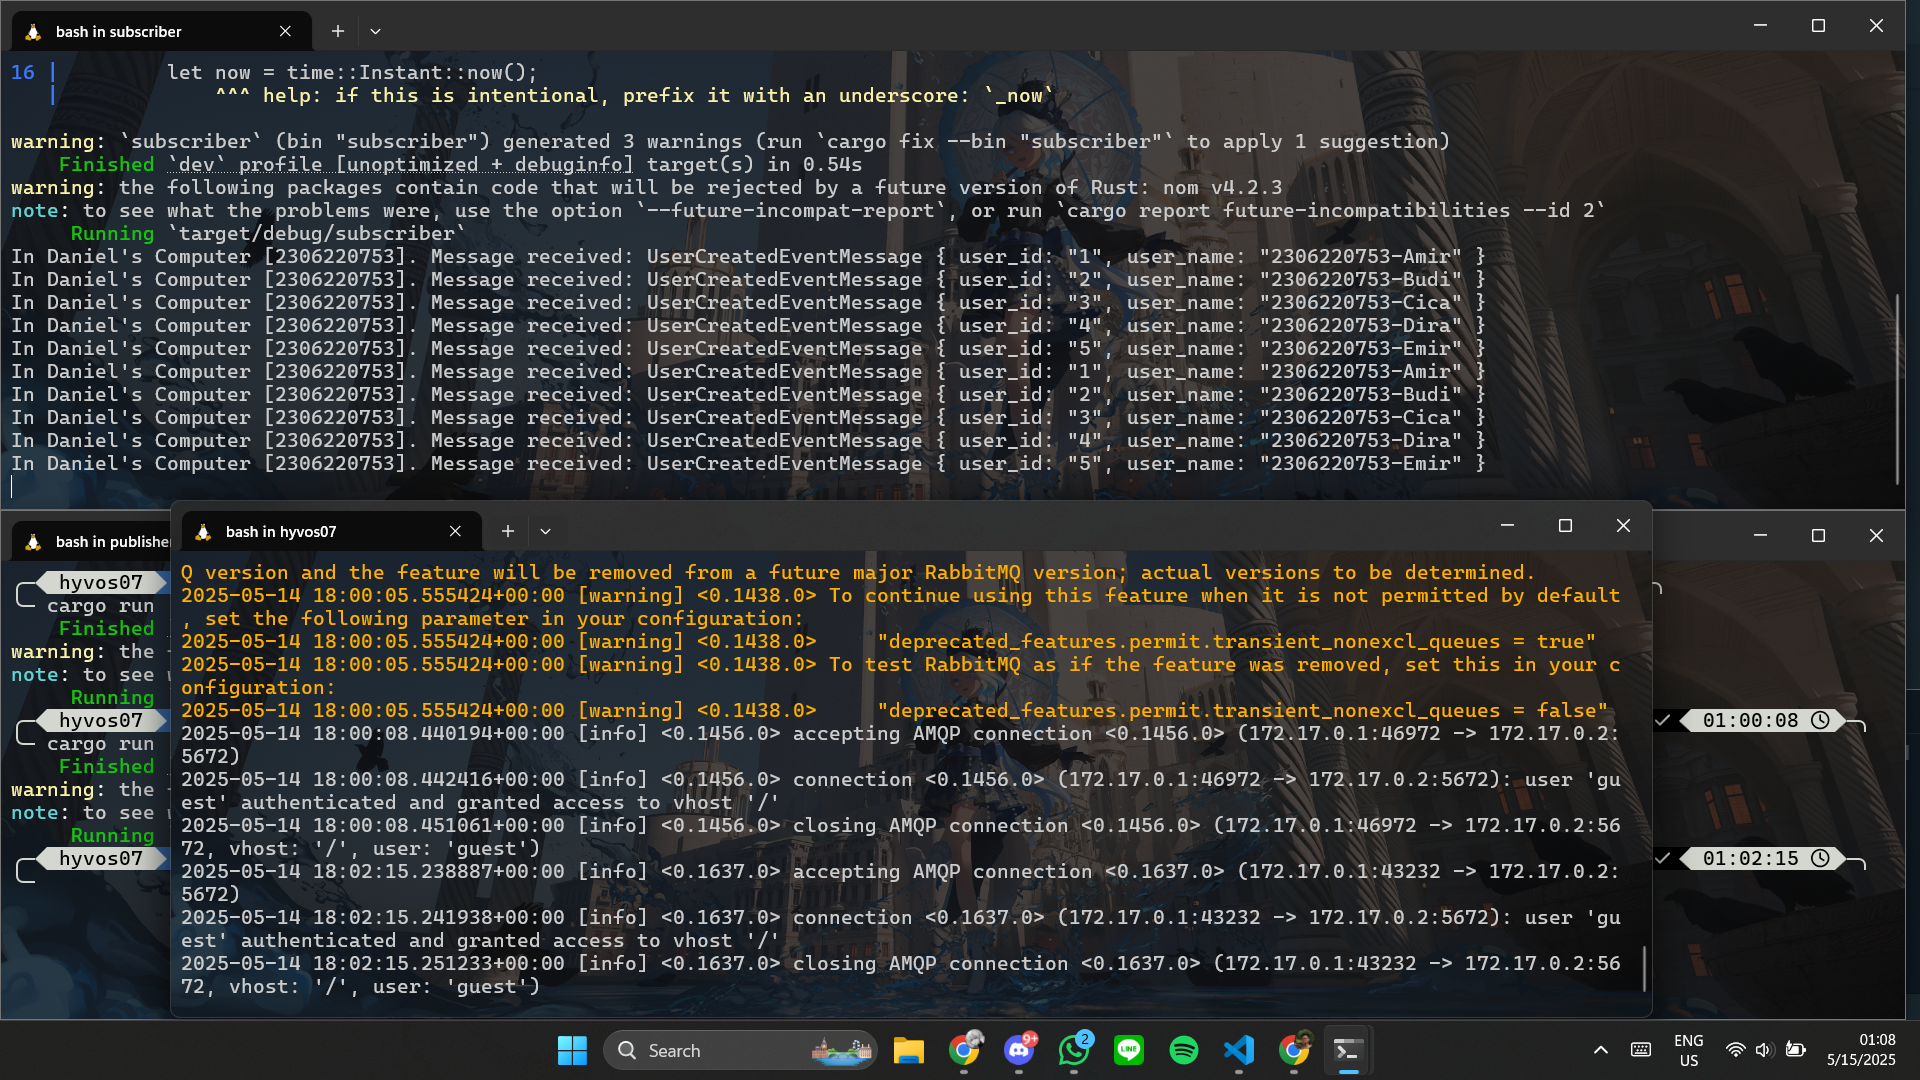 bash in subscriber
16 |         let now = time::Instant::now();
   |             ^^^ help: if this is intentional, prefix it with an underscore: `_now`
warning: `subscriber` (bin "subscriber") generated 3 warnings (run `cargo fix --bin "subscriber"` to apply 1 suggestion)
    Finished `dev` profile [unoptimized + debuginfo] target(s) in 0.54s
warning: the following packages contain code that will be rejected by a future version of Rust: nom v4.2.3
note: to see what the problems were, use the option `--future-incompat-report`, or run `cargo report future-incompatibilities --id 2`
     Running `target/debug/subscriber`
In Daniel's Computer [2306220753]. Message received: UserCreatedEventMessage { user_id: "1", user_name: "2306220753-Amir" }
In Daniel's Computer [2306220753]. Message received: UserCreatedEventMessage { user_id: "2", user_name: "2306220753-Budi" }
In Daniel's Computer [2306220753]. Message received: UserCreatedEventMessage { user_id: "3", user_name: "2306220753-Cica" }
In Daniel's Computer [2306220753]. Message received: UserCreatedEventMessage { user_id: "4", user_name: "2306220753-Dira" }
In Daniel's Computer [2306220753]. Message received: UserCreatedEventMessage { user_id: "5", user_name: "2306220753-Emir" }
In Daniel's Computer [2306220753]. Message received: UserCreatedEventMessage { user_id: "1", user_name: "2306220753-Amir" }
In Daniel's Computer [2306220753]. Message received: UserCreatedEventMessage { user_id: "2", user_name: "2306220753-Budi" }
In Daniel's Computer [2306220753]. Message received: UserCreatedEventMessage { user_id: "3", user_name: "2306220753-Cica" }
In Daniel's Computer [2306220753]. Message received: UserCreatedEventMessage { user_id: "4", user_name: "2306220753-Dira" }
In Daniel's Computer [2306220753]. Message received: UserCreatedEventMessage { user_id: "5", user_name: "2306220753-Emir" }
bash in publisher
hyvos07
cargo run
Finished
warning: the
note: to see
Running
hyvos07
01:00:08
cargo run
Finished
warning: the
note: to see
Running
hyvos07
01:02:15
bash in hyvos07
Q version and the feature will be removed from a future major RabbitMQ version; actual versions to be determined.
2025-05-14 18:00:05.555424+00:00 [warning] <0.1438.0> To continue using this feature when it is not permitted by default
, set the following parameter in your configuration:
2025-05-14 18:00:05.555424+00:00 [warning] <0.1438.0>     "deprecated_features.permit.transient_nonexcl_queues = true"
2025-05-14 18:00:05.555424+00:00 [warning] <0.1438.0> To test RabbitMQ as if the feature was removed, set this in your c
onfiguration:
2025-05-14 18:00:05.555424+00:00 [warning] <0.1438.0>     "deprecated_features.permit.transient_nonexcl_queues = false"
2025-05-14 18:00:08.440194+00:00 [info] <0.1456.0> accepting AMQP connection <0.1456.0> (172.17.0.1:46972 -> 172.17.0.2:
5672)
2025-05-14 18:00:08.442416+00:00 [info] <0.1456.0> connection <0.1456.0> (172.17.0.1:46972 -> 172.17.0.2:5672): user 'gu
est' authenticated and granted access to vhost '/'
2025-05-14 18:00:08.451061+00:00 [info] <0.1456.0> closing AMQP connection <0.1456.0> (172.17.0.1:46972 -> 172.17.0.2:56
72, vhost: '/', user: 'guest')
2025-05-14 18:02:15.238887+00:00 [info] <0.1637.0> accepting AMQP connection <0.1637.0> (172.17.0.1:43232 -> 172.17.0.2:
5672)
2025-05-14 18:02:15.241938+00:00 [info] <0.1637.0> connection <0.1637.0> (172.17.0.1:43232 -> 172.17.0.2:5672): user 'gu
est' authenticated and granted access to vhost '/'
2025-05-14 18:02:15.251233+00:00 [info] <0.1637.0> closing AMQP connection <0.1637.0> (172.17.0.1:43232 -> 172.17.0.2:56
72, vhost: '/', user: 'guest')
Search
9+
2
LINE
ENG
US
01:08
5/15/2025